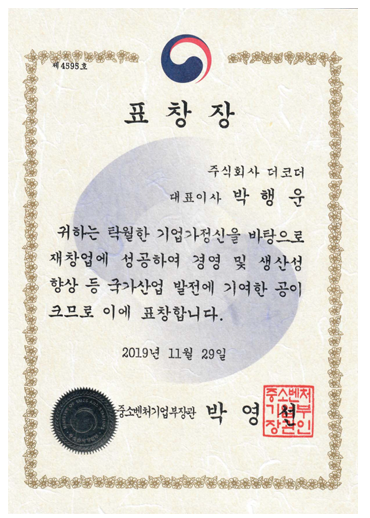 제4595호
표창장
주식회사 더코더
대표이사 박행운
귀하는 탁월한 기업가정신을 바탕으로
재창업에 성공하여 경영 및 생산성
향상 등 국가산업 발전에 기여한 공이
크므로 이에 표창합니다.
2019년 11월 29일
중소벤처기업부장관 박영선
중소벤처
기업부
장관인